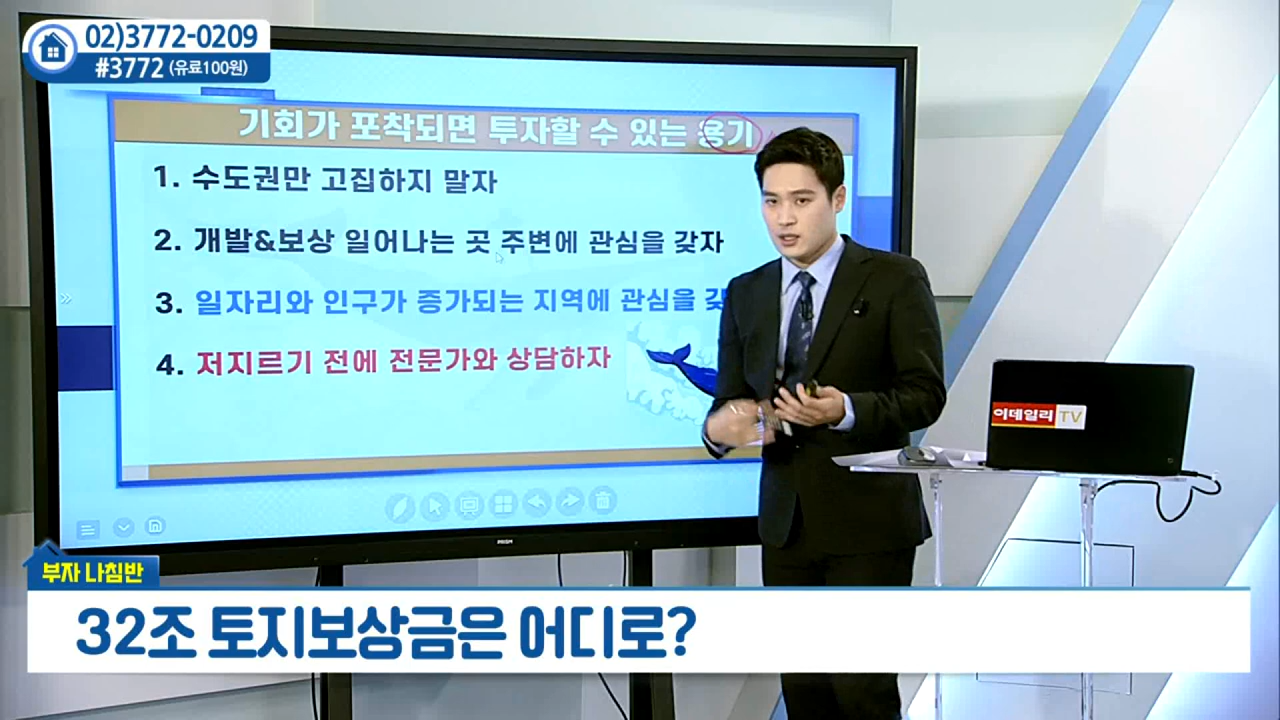 02)3772-0209
#3772 (유료100원)
기회가 포착되면 투자할 수 있는 용기
1. 수도권만 고집하지 말자
2. 개발&보상 일어나는 곳 주변에 관심을 갖자
3. 일자리와 인구가 증가되는 지역에 관심을 갖
4. 저지르기 전에 전문가와 상담하자
이데일리 TV
PRISM
부자 나침반
32조 토지보상금은 어디로?